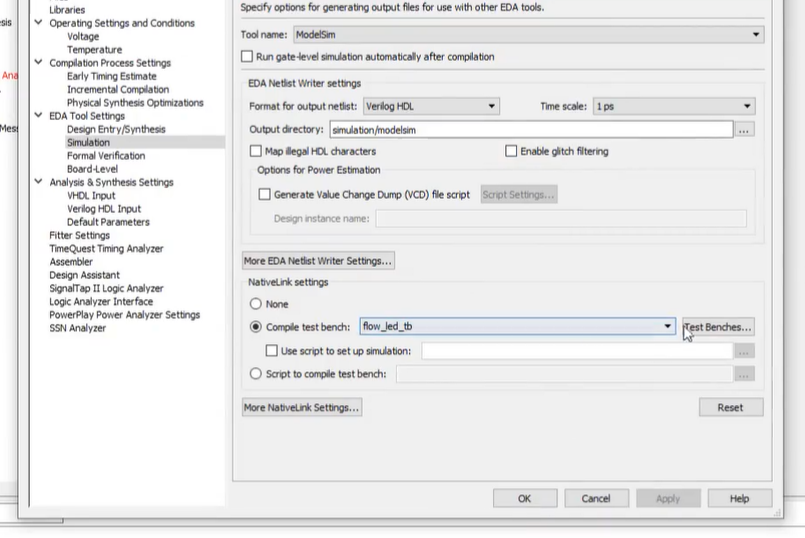 Specify options for generating output files for use with other EDA tools.
Libraries
Operating Settings and Conditions
Voltage
Temperature
Compilation Process Settings
Early Timing Estimate
Incremental Compilation
Physical Synthesis Optimizations
EDA Tool Settings
Design Entry/Synthesis
Simulation
Formal Verification
Board-Level
Analysis & Synthesis Settings
VHDL Input
Verilog HDL Input
Default Parameters
Fitter Settings
TimeQuest Timing Analyzer
Assembler
Design Assistant
SignalTap II Logic Analyzer
Logic Analyzer Interface
PowerPlay Power Analyzer Settings
SSN Analyzer
Tool name: ModelSim
Run gate-level simulation automatically after compilation
EDA Netlist Writer settings
Format for output netlist: Verilog HDL Time scale: 1 ps
Output directory: simulation/modelsim ...
Map illegal HDL characters Enable glitch filtering
Options for Power Estimation
Generate Value Change Dump (VCD) file script Script Settings...
Design instance name:
More EDA Netlist Writer Settings...
NativeLink settings
None
Compile test bench: flow_led_tb Test Benches...
Use script to set up simulation: ...
Script to compile test bench: ...
More NativeLink Settings... Reset
OK Cancel Apply Help